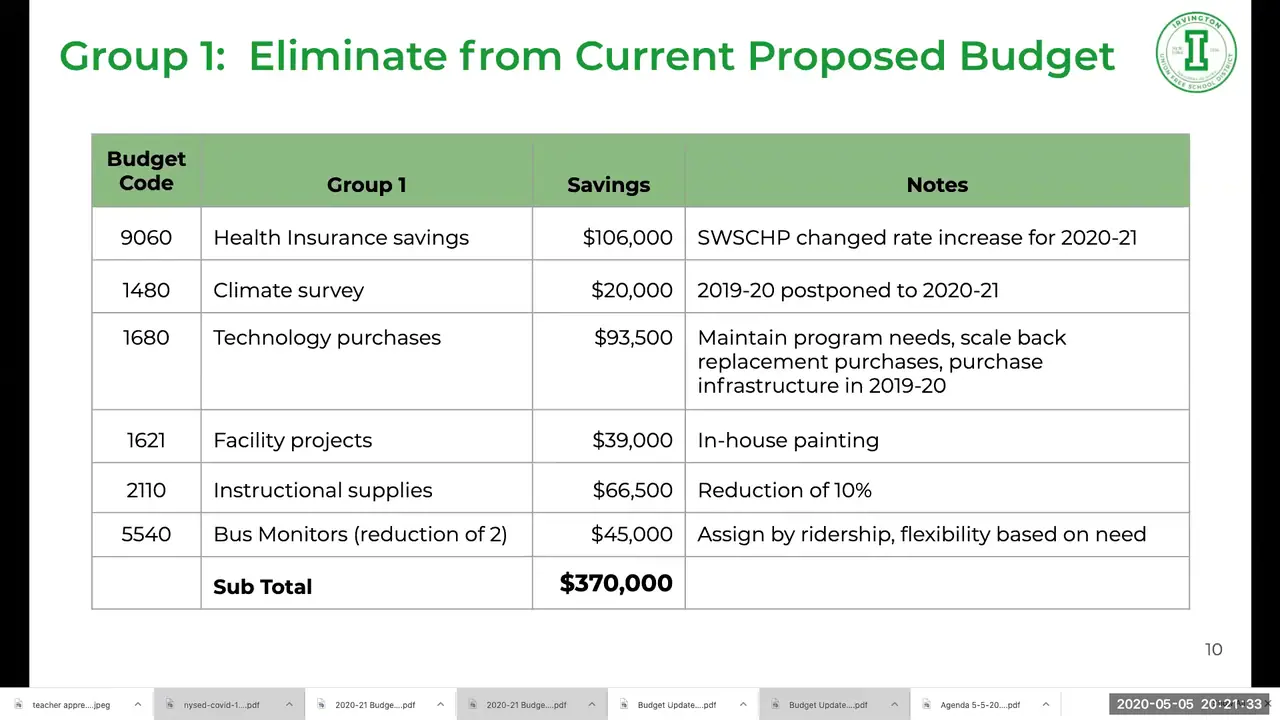 Group 1: Eliminate from Current Proposed Budget
IRVINGTON
UNION FREE SCHOOL DISTRICT
I
Budget Code
Group 1
Savings
Notes
9060 Health Insurance savings $106,000 SWSCHP changed rate increase for 2020-21
1480 Climate survey $20,000 2019-20 postponed to 2020-21
1680 Technology purchases $93,500 Maintain program needs, scale back
replacement purchases, purchase
infrastructure in 2019-20
1621 Facility projects $39,000 In-house painting
2110 Instructional supplies $66,500 Reduction of 10%
5540 Bus Monitors (reduction of 2) $45,000 Assign by ridership, flexibility based on need
Sub Total $370,000
10
teacher appre....jpeg nysed-covid-1....pdf 2020-21 Budge....pdf 2020-21 Budge....pdf Budget Update....pdf Budget Update....pdf Agenda 5-5-20....pdf
2020-05-05 20:21:33